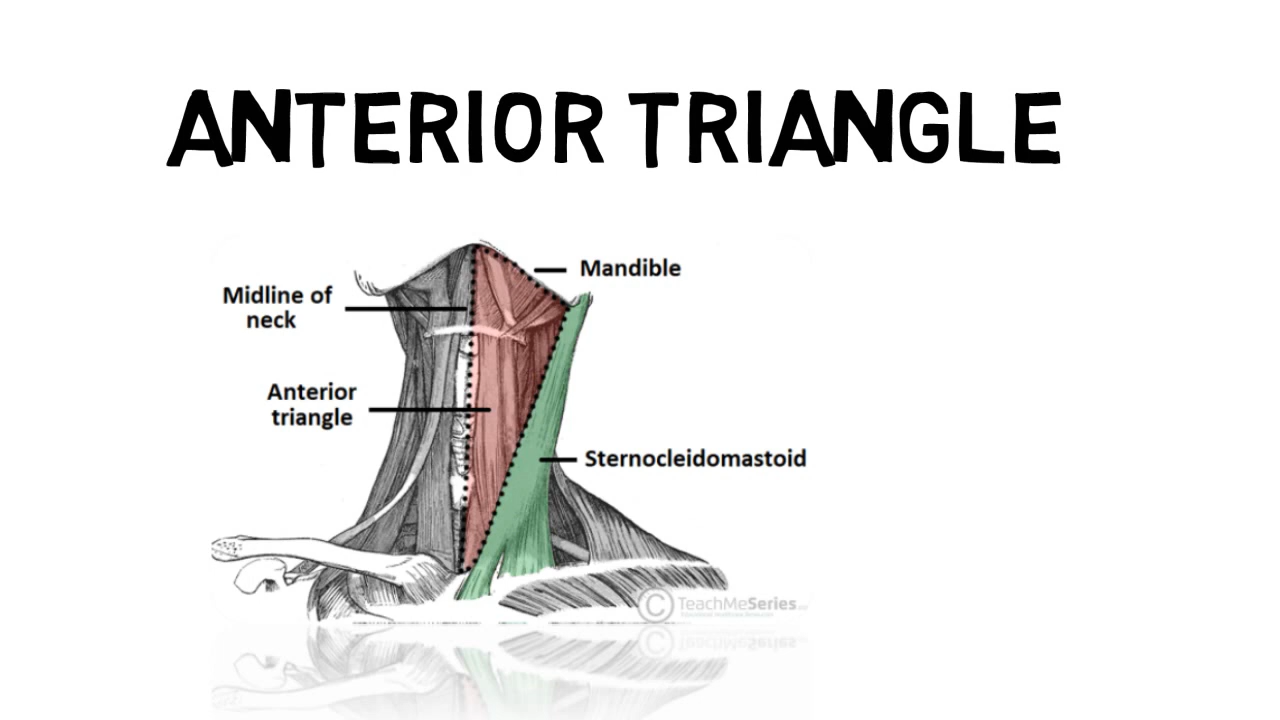 ANTERIOR TRIANGLE
Mandible
Midline of
neck
Anterior
triangle
Sternocleidomastoid
© TeachMeSeries